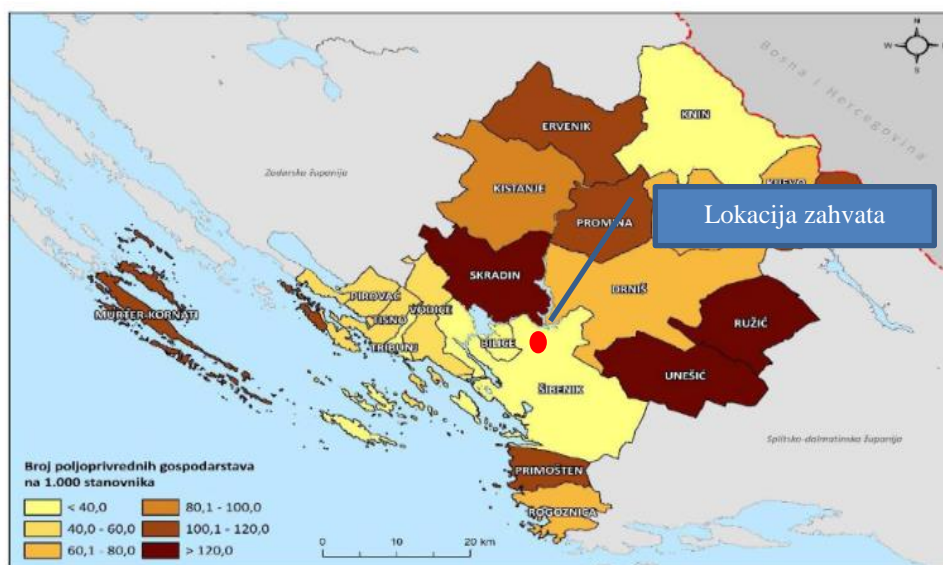 N
W E
S
Bosna i Hercegovina
KNIN
ERVENIK
Zadarska županija
KISTANJE
PROMINA
Lokacija zahvata
SKRADIN
PIROVAC
VODICE
DRNIŠ
MURTER-KORNATI
TISNO
RUŽIĆ
TRIBUNJ
BILICE
UNEŠIĆ
ŠIBENIK
Splitsko-dalmatinska županija
PRIMOŠTEN
ROGOZNICA
Broj poljoprivrednih gospodarstava
na 1.000 stanovnika
< 40,0 80,1 - 100,0
40,0 - 60,0 100,1 - 120,0
60,1 - 80,0 > 120,0
0 10 20 km